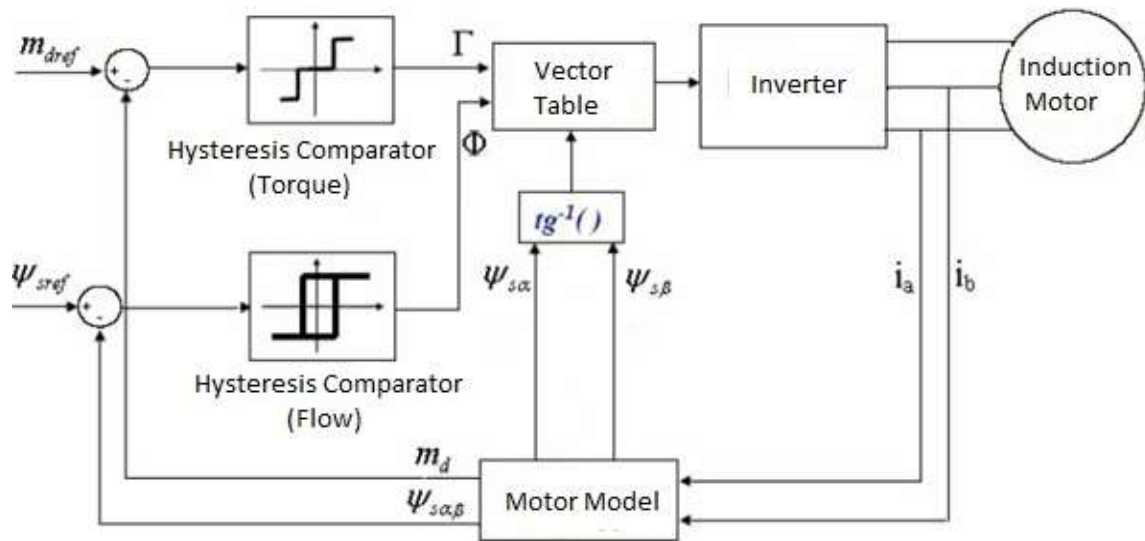 m_dref
+
-
Γ
Vector
Table
Inverter
Induction
Motor
Hysteresis Comparator
(Torque)
Φ
tg⁻¹( )
ψ_sref
+
-
ψ_sα
ψ_sβ
i_a
i_b
Hysteresis Comparator
(Flow)
m_d
ψ_sαβ
Motor Model